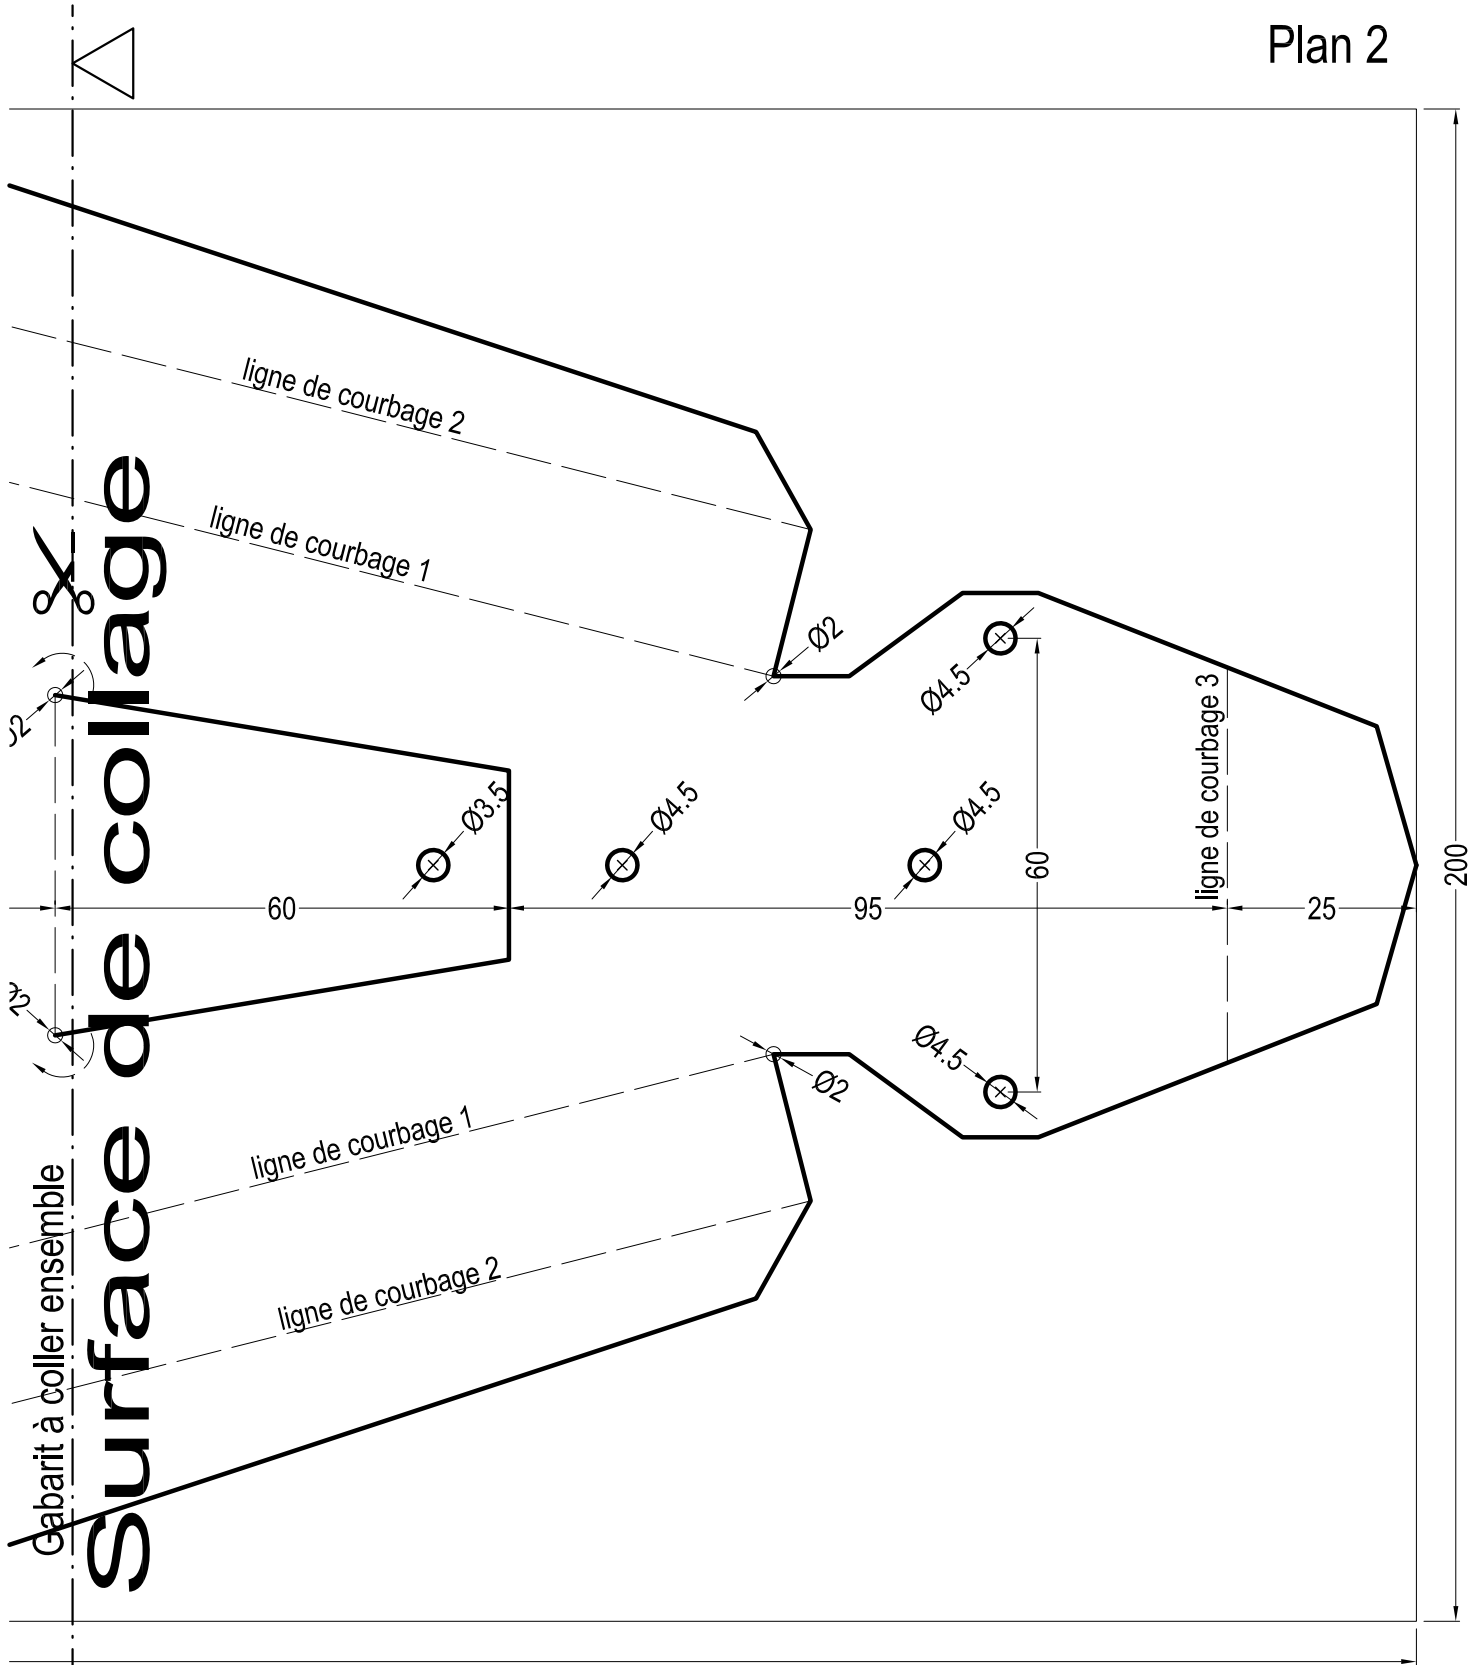 Plan 2
ligne de courbage 2
ligne de courbage 1
Ø2
Ø4.5
ligne de courbage 3
Ø2
Ø3.5
Ø4.5
Ø4.5
60
200
60
95
25
Ø2
Ø4.5
Ø2
ligne de courbage 1
ligne de courbage 2
Gabarit à coller ensemble
Surface de collage